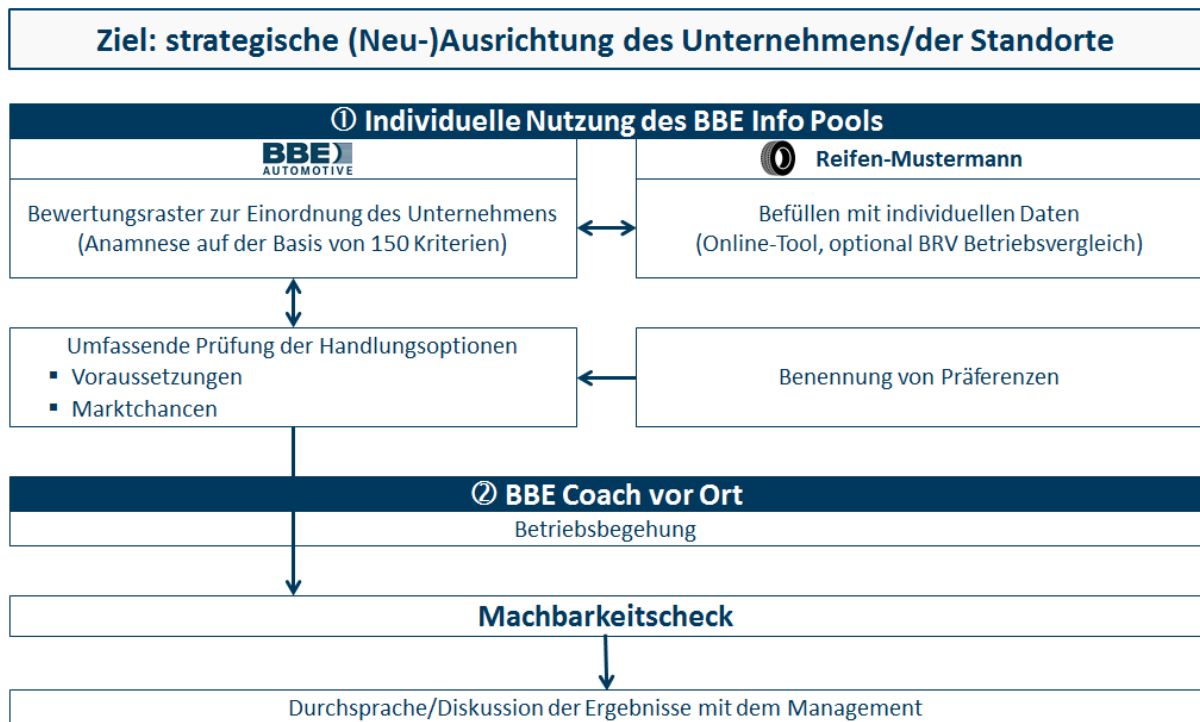 Ziel: strategische (Neu-)Ausrichtung des Unternehmens/der Standorte
① Individuelle Nutzung des BBE Info Pools
BBE
AUTOMOTIVE
Reifen-Mustermann
Bewertungsraster zur Einordnung des Unternehmens
(Anamnese auf der Basis von 150 Kriterien)
Befüllen mit individuellen Daten
(Online-Tool, optional BRV Betriebsvergleich)
Umfassende Prüfung der Handlungsoptionen
▪ Voraussetzungen
▪ Marktchancen
Benennung von Präferenzen
② BBE Coach vor Ort
Betriebsbegehung
Machbarkeitscheck
Durchsprache/Diskussion der Ergebnisse mit dem Management